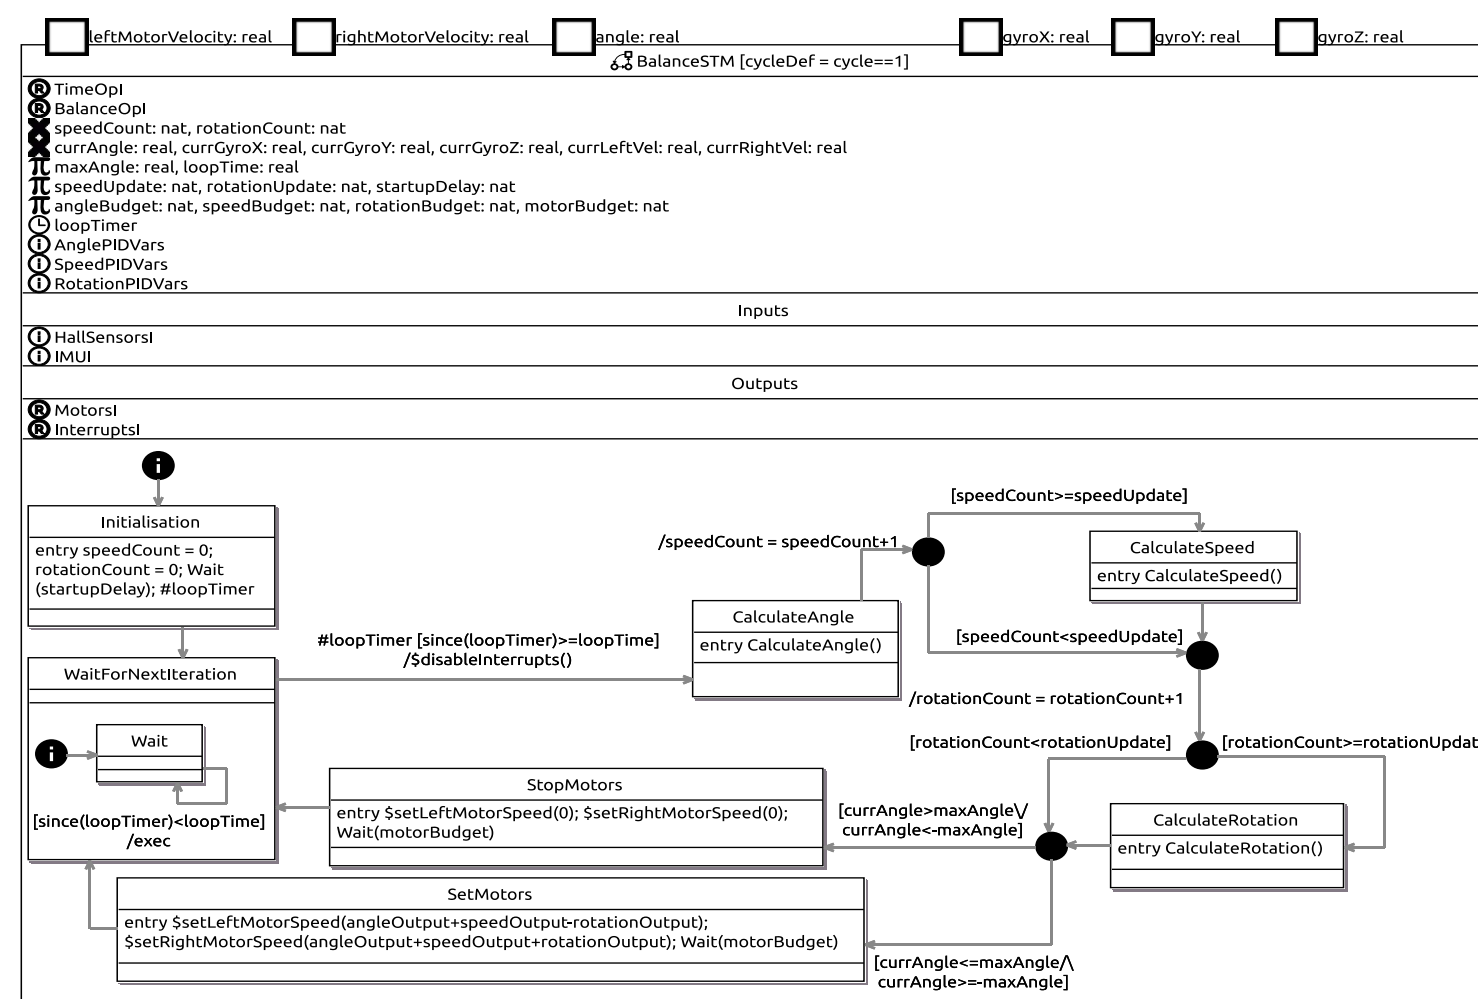 leftMotorVelocity: real
rightMotorVelocity: real
angle: real
gyroX: real
gyroY: real
gyroZ: real
BalanceSTM [cycleDef = cycle==1]
R TimeOpI
R BalanceOpI
speedCount: nat, rotationCount: nat
currAngle: real, currGyroX: real, currGyroY: real, currGyroZ: real, currLeftVel: real, currRightVel: real
π maxAngle: real, loopTime: real
π speedUpdate: nat, rotationUpdate: nat, startupDelay: nat
π angleBudget: nat, speedBudget: nat, rotationBudget: nat, motorBudget: nat
loopTimer
i AnglePIDVars
i SpeedPIDVars
i RotationPIDVars
Inputs
i HallSensorsI
i IMUI
Outputs
R MotorsI
R InterruptsI
i
Initialisation
entry speedCount = 0;
rotationCount = 0; Wait
(startupDelay); #loopTimer
WaitForNextIteration
i
Wait
[since(loopTimer)<loopTime]
/exec
#loopTimer [since(loopTimer)>=loopTime]
/$disableInterrupts()
CalculateAngle
entry CalculateAngle()
/speedCount = speedCount+1
[speedCount>=speedUpdate]
CalculateSpeed
entry CalculateSpeed()
[speedCount<speedUpdate]
/rotationCount = rotationCount+1
[rotationCount<rotationUpdate]
[rotationCount>=rotationUpdat
CalculateRotation
entry CalculateRotation()
[currAngle>maxAngle\/
currAngle<-maxAngle]
StopMotors
entry $setLeftMotorSpeed(0); $setRightMotorSpeed(0);
Wait(motorBudget)
SetMotors
entry $setLeftMotorSpeed(angleOutput+speedOutput-rotationOutput);
$setRightMotorSpeed(angleOutput+speedOutput+rotationOutput); Wait(motorBudget)
[currAngle<=maxAngle/\
currAngle>=-maxAngle]